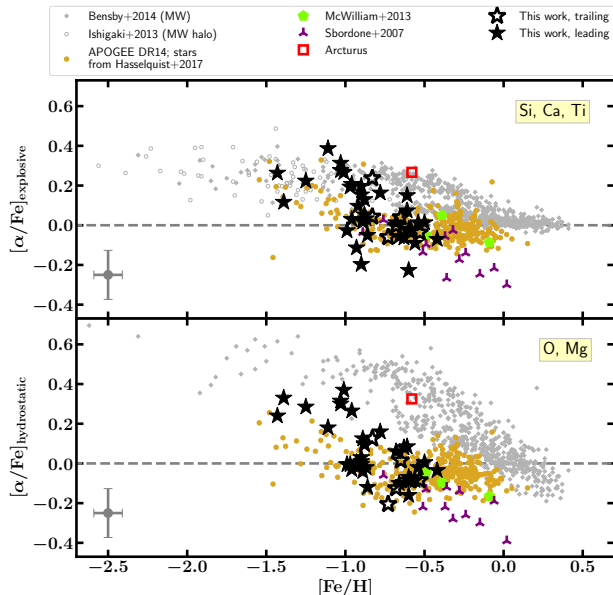 Bensby+2014 (MW)
Ishigaki+2013 (MW halo)
APOGEE DR14; stars
from Hasselquist+2017
McWilliam+2013
Sbordone+2007
Arcturus
This work, trailing
This work, leading
Si, Ca, Ti
[α/Fe]explosive
0.6
0.4
0.2
0.0
−0.2
−0.4
O, Mg
[α/Fe]hydrostatic
0.6
0.4
0.2
0.0
−0.2
−0.4
−2.5 −2.0 −1.5 −1.0 −0.5 0.0 0.5
[Fe/H]